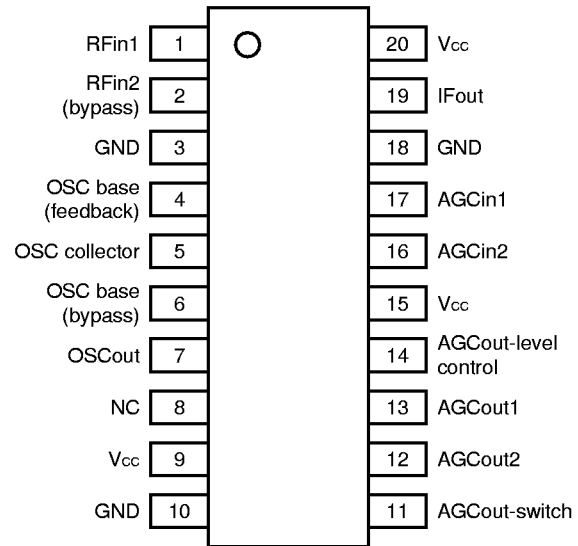 RFin1 1 20 Vcc
RFin2
(bypass) 2 19 IFout
GND 3 18 GND
OSC base
(feedback) 4 17 AGCin1
OSC collector 5 16 AGCin2
OSC base
(bypass) 6 15 Vcc
OSCout 7 14 AGCout-level
control
NC 8 13 AGCout1
Vcc 9 12 AGCout2
GND 10 11 AGCout-switch